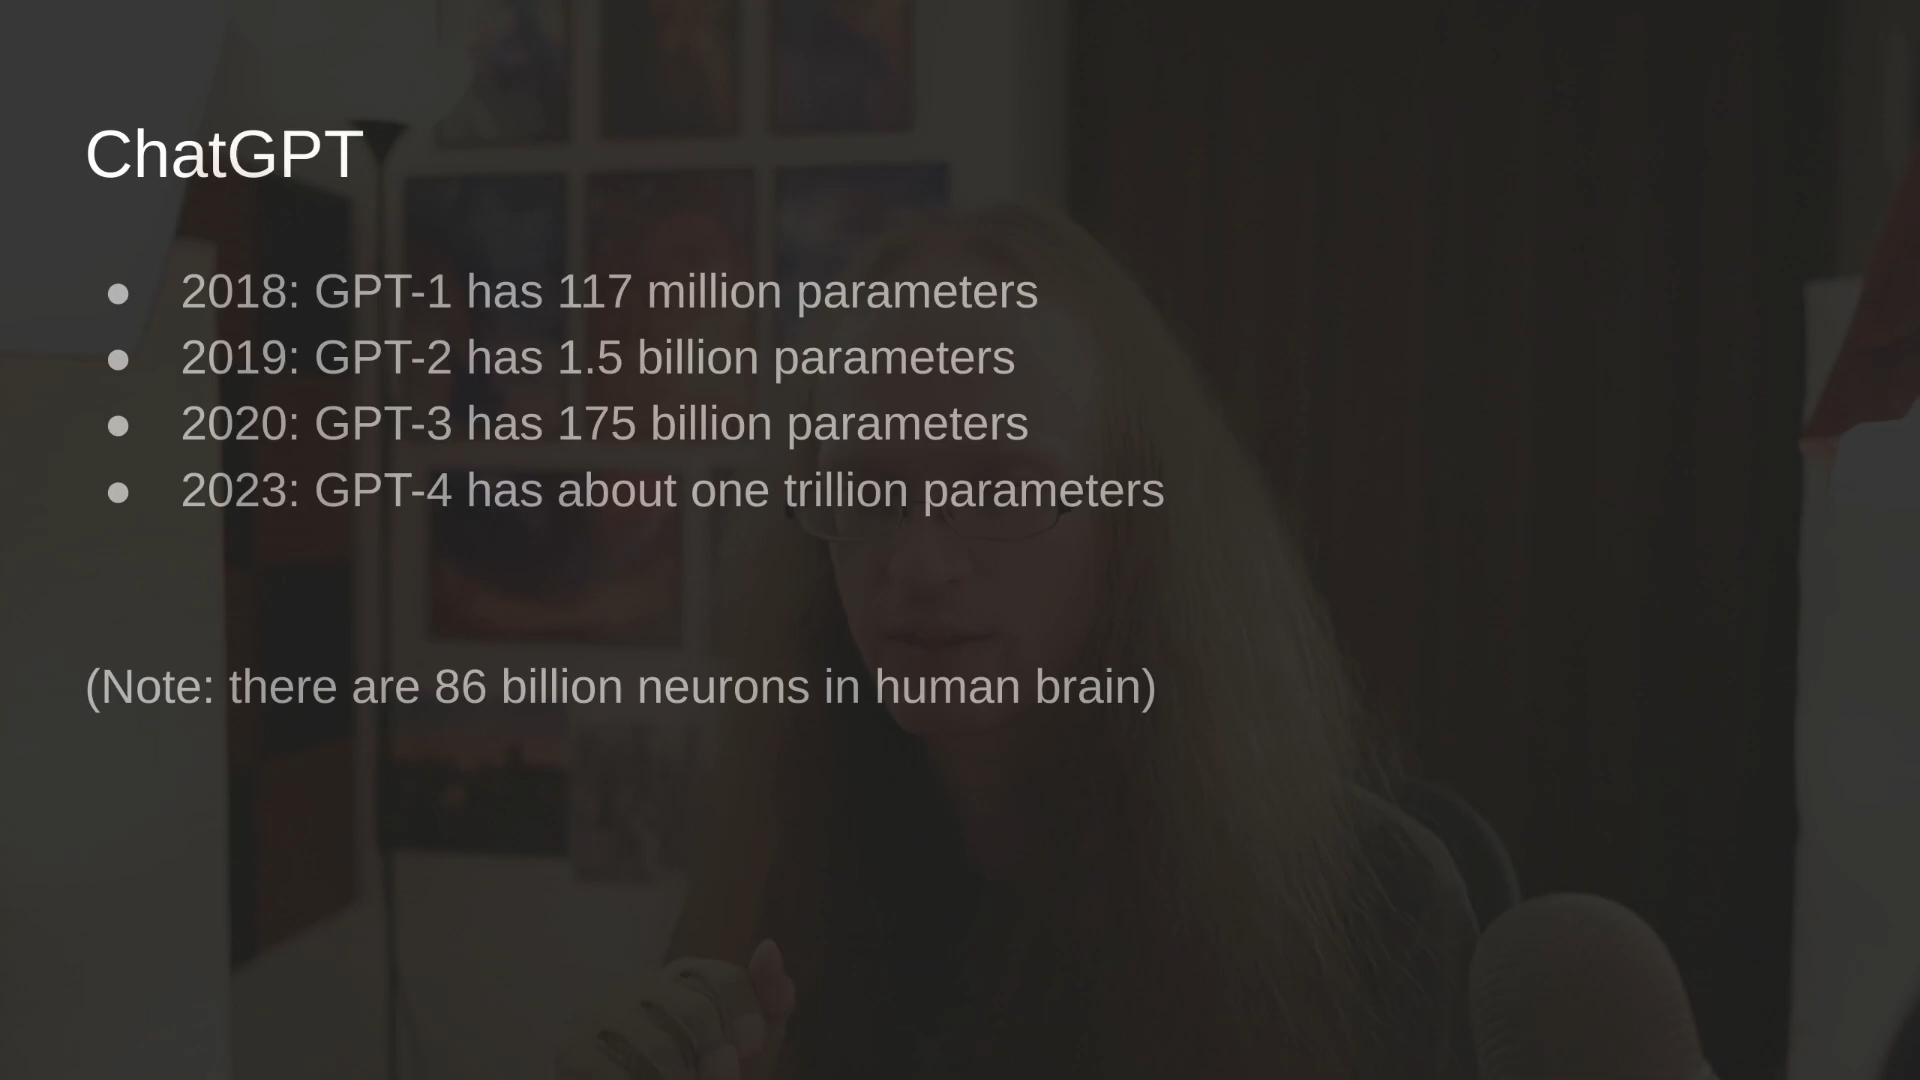 ChatGPT
● 2018: GPT-1 has 117 million parameters
● 2019: GPT-2 has 1.5 billion parameters
● 2020: GPT-3 has 175 billion parameters
● 2023: GPT-4 has about one trillion parameters
(Note: there are 86 billion neurons in human brain)